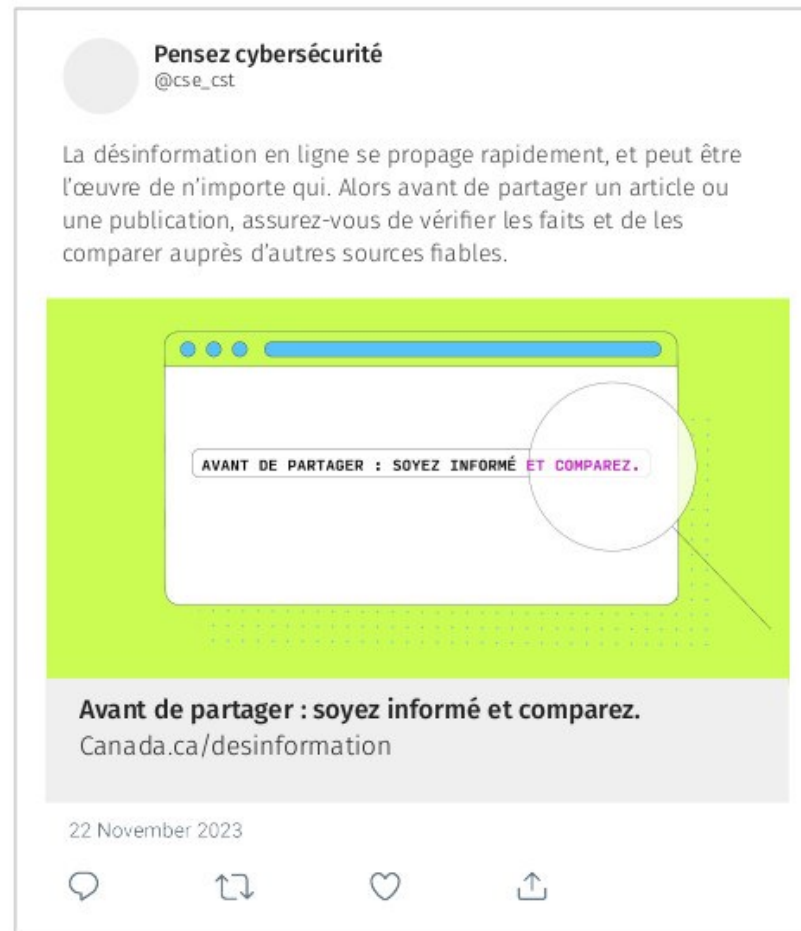 Pensez cybersécurité
@cse_cst
La désinformation en ligne se propage rapidement, et peut être
l'œuvre de n'importe qui. Alors avant de partager un article ou
une publication, assurez-vous de vérifier les faits et de les
comparer auprès d'autres sources fiables.
AVANT DE PARTAGER : SOYEZ INFORMÉ ET COMPAREZ.
Avant de partager : soyez informé et comparez.
Canada.ca/desinformation
22 November 2023